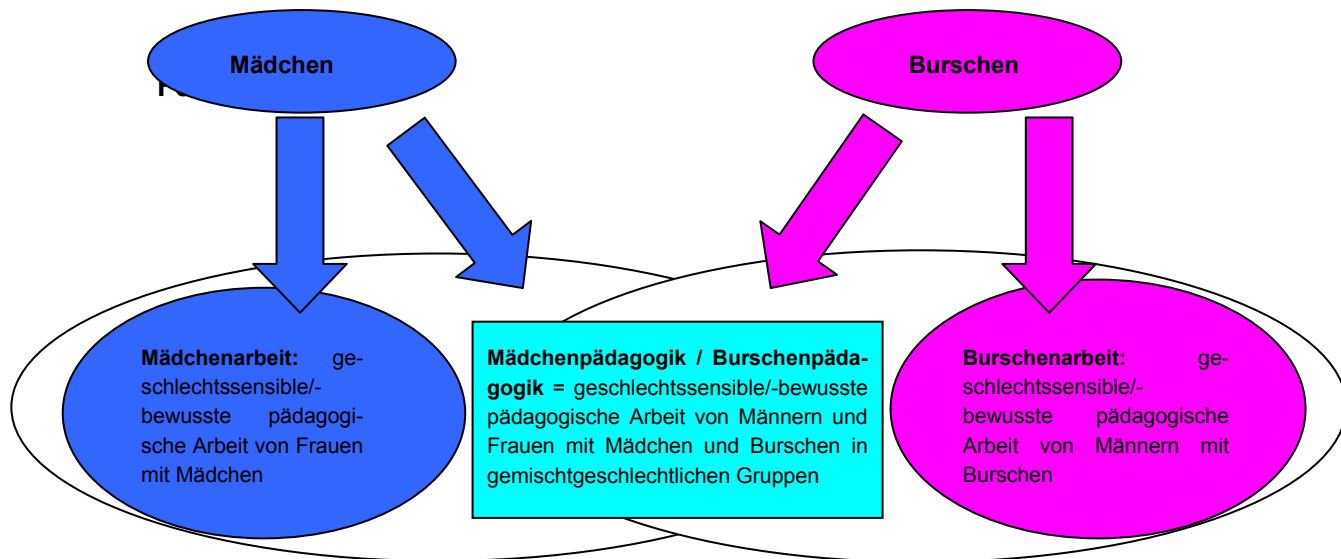 Mädchen
Burschen
Mädchenarbeit: ge-
schlechtssensible/-
bewusste pädagogi-
sche Arbeit von Frauen
mit Mädchen
Mädchenpädagogik / Burschenpäda-
gogik = geschlechtssensible/-bewusste
pädagogische Arbeit von Männern und
Frauen mit Mädchen und Burschen in
gemischtgeschlechtlichen Gruppen
Burschenarbeit: ge-
schlechtssensible/-
bewusste pädagogische
Arbeit von Männern mit
Burschen